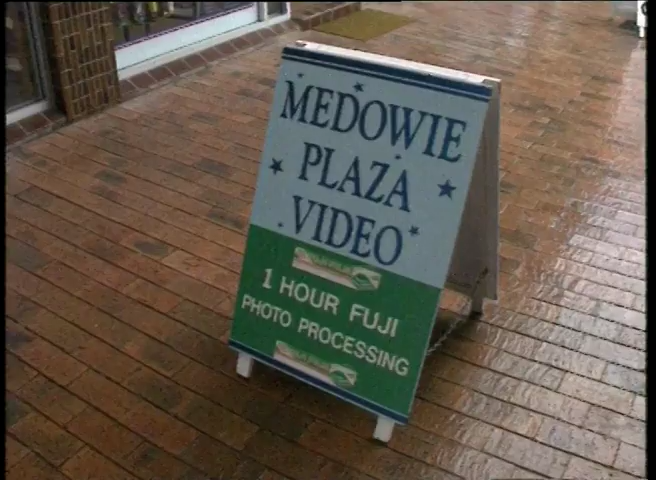 MEDOWIE
PLAZA
VIDEO
1 HOUR FUJI
PHOTO PROCESSING